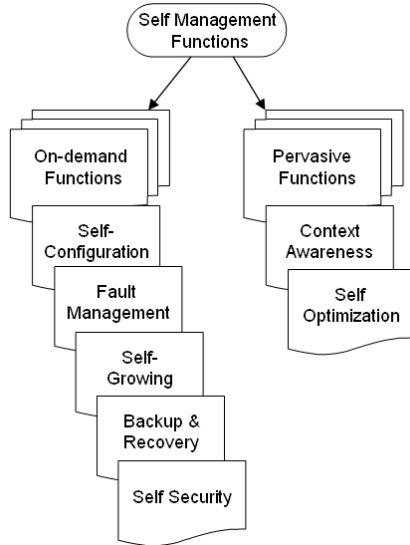 Self Management
Functions
On-demand
Functions
Self-
Configuration
Fault
Management
Self-
Growing
Backup &
Recovery
Self Security
Pervasive
Functions
Context
Awareness
Self
Optimization